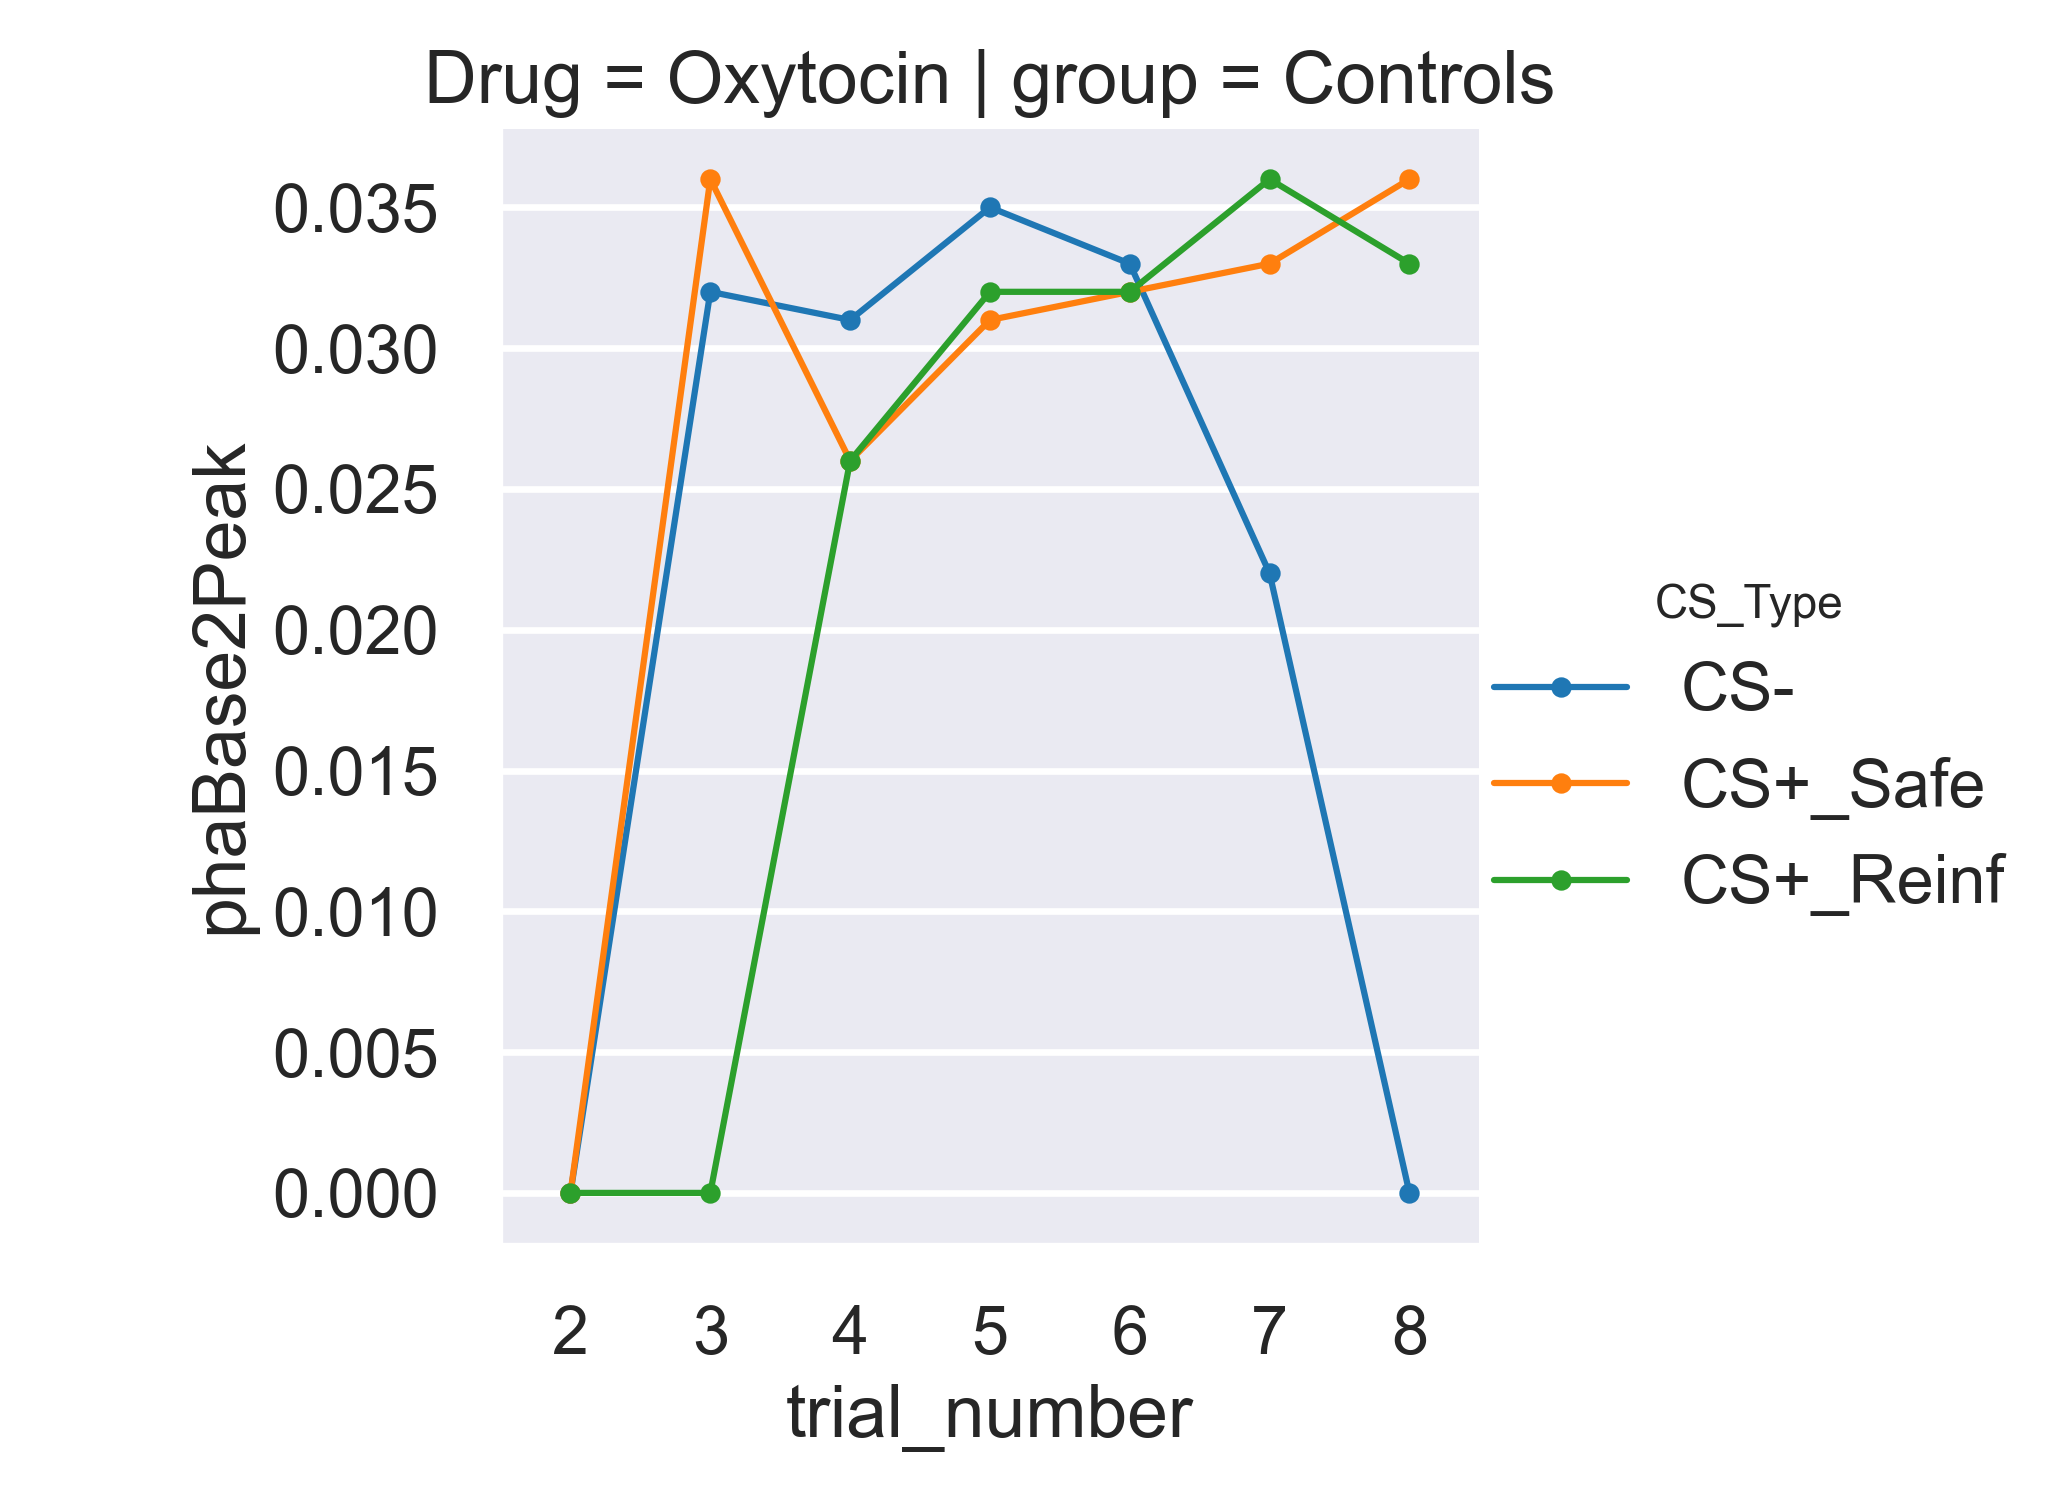 Drug = Oxytocin | group = Controls
phaBase2Peak
0.035
0.030
0.025
0.020
0.015
0.010
0.005
0.000
2 3 4 5 6 7 8
trial_number
CS_Type
CS-
CS+_Safe
CS+_Reinf